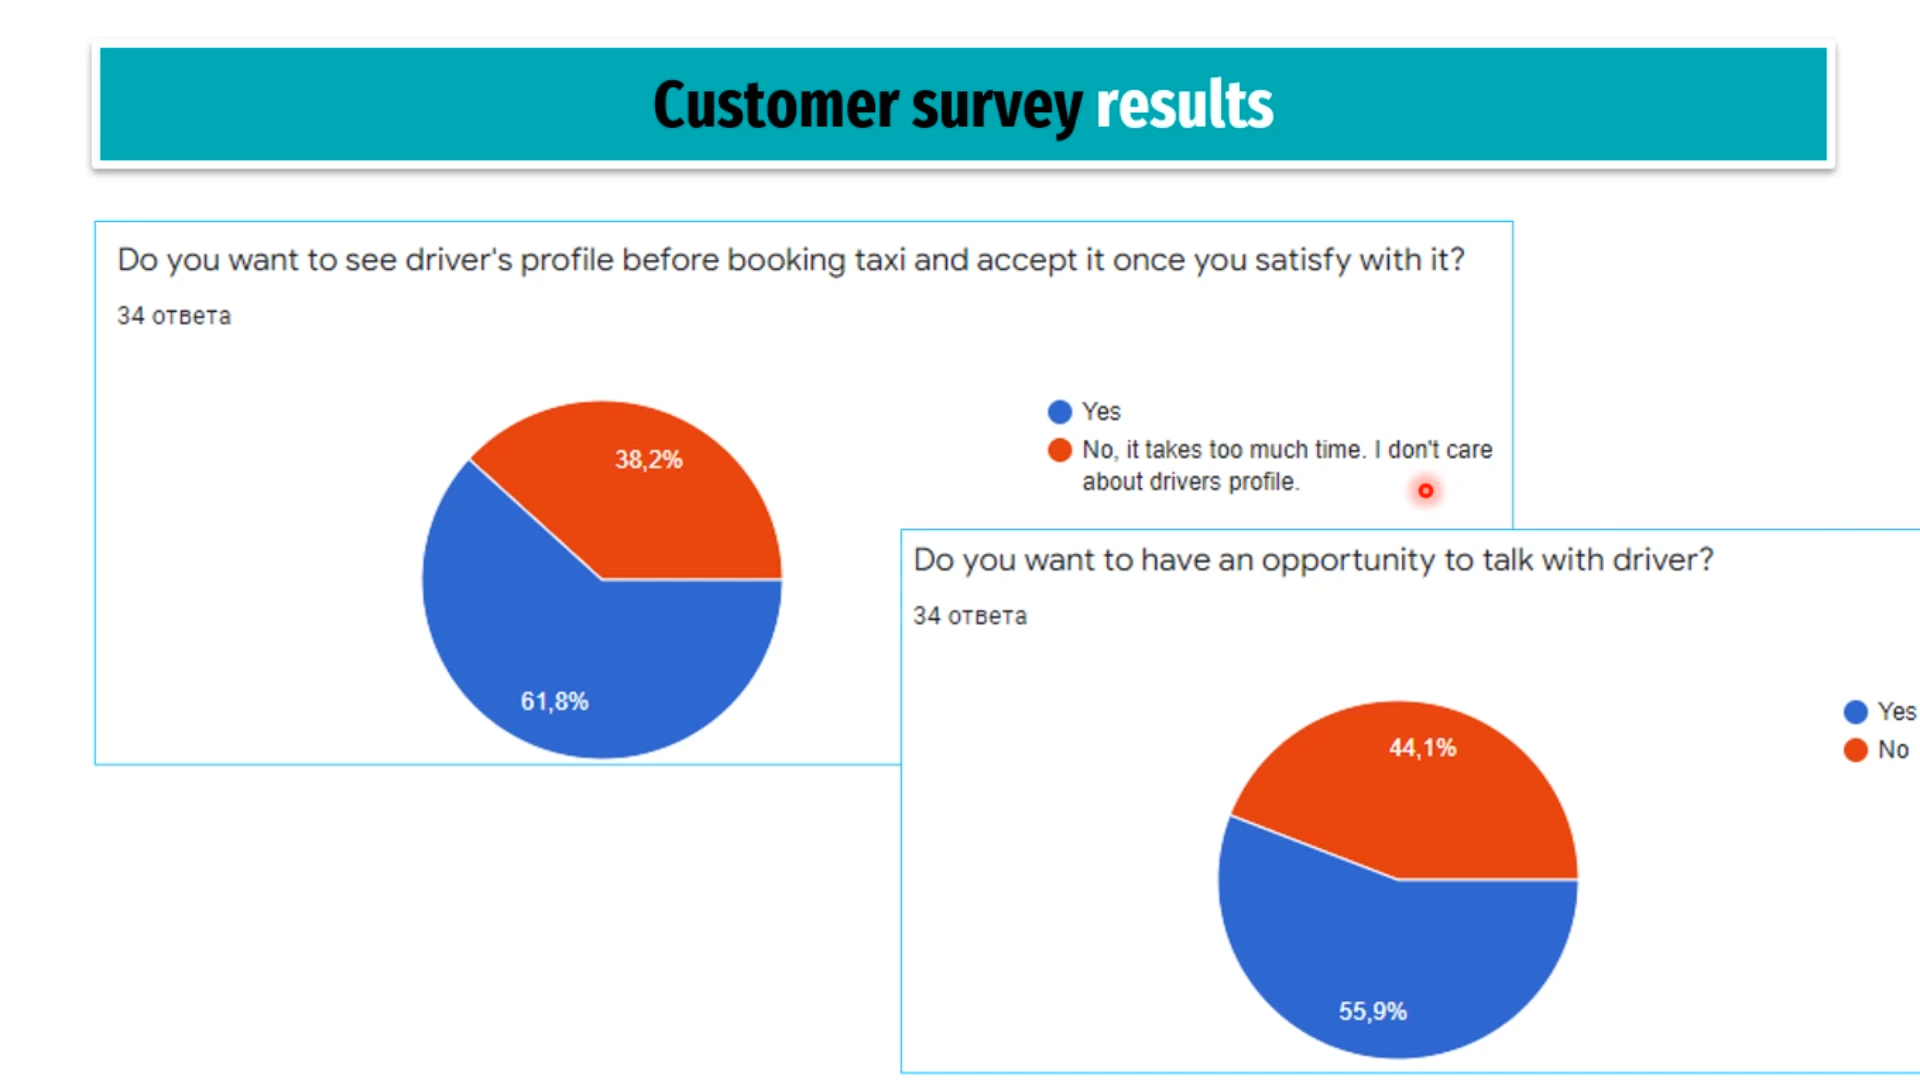 Customer survey results
Do you want to see driver's profile before booking taxi and accept it once you satisfy with it?
34 ответа
38,2%
61,8%
Yes
No, it takes too much time. I don't care
about drivers profile.
Do you want to have an opportunity to talk with driver?
34 ответа
44,1%
55,9%
Yes
No